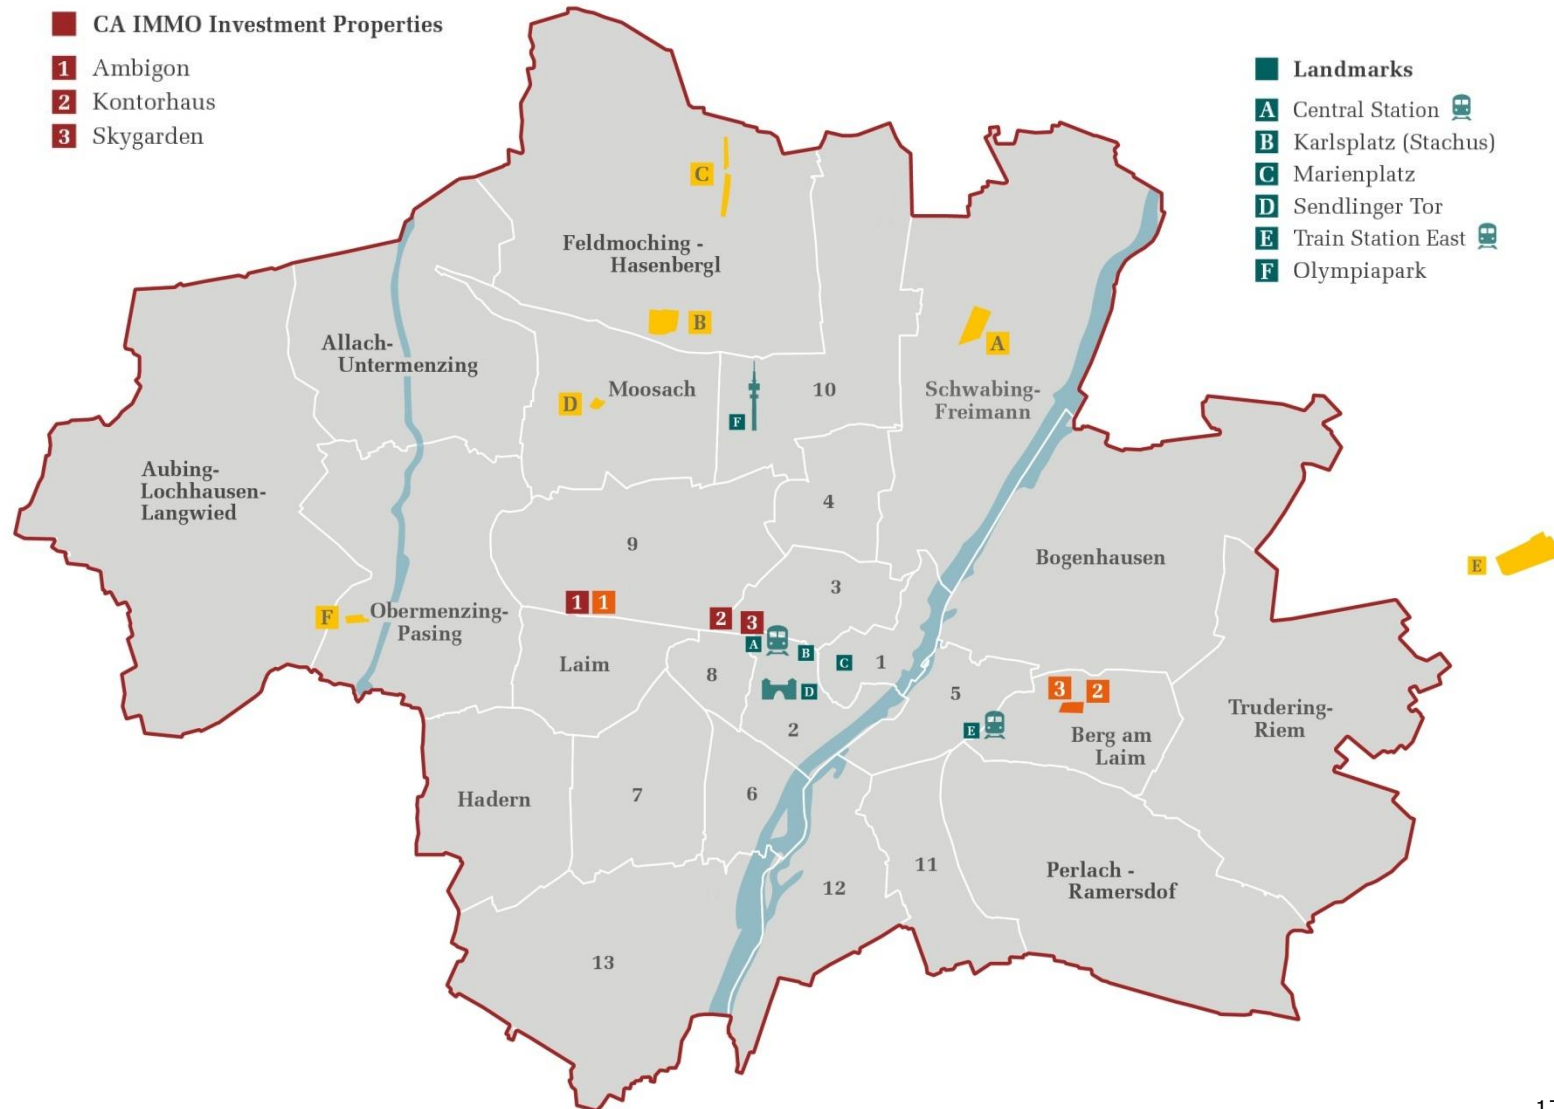 CA IMMO Investment Properties
1 Ambigon
2 Kontorhaus
3 Skygarden
Landmarks
A Central Station
B Karlsplatz (Stachus)
C Marienplatz
D Sendlinger Tor
E Train Station East
F Olympiapark
C
Feldmoching -
Hasenbergl
B
A
Allach-
Untermenzing
D
Moosach
F
10
Schwabing-
Freimann
Aubing-
Lochhausen-
Langwied
4
9
Bogenhausen
E
3
1 1
F
Obermenzing-
Pasing
2
3
A
B
C
1
Laim
8
D
5
3 2
2
E
Berg am
Laim
Trudering-
Riem
Hadern
7
6
11
12
Perlach -
Ramersdof
13